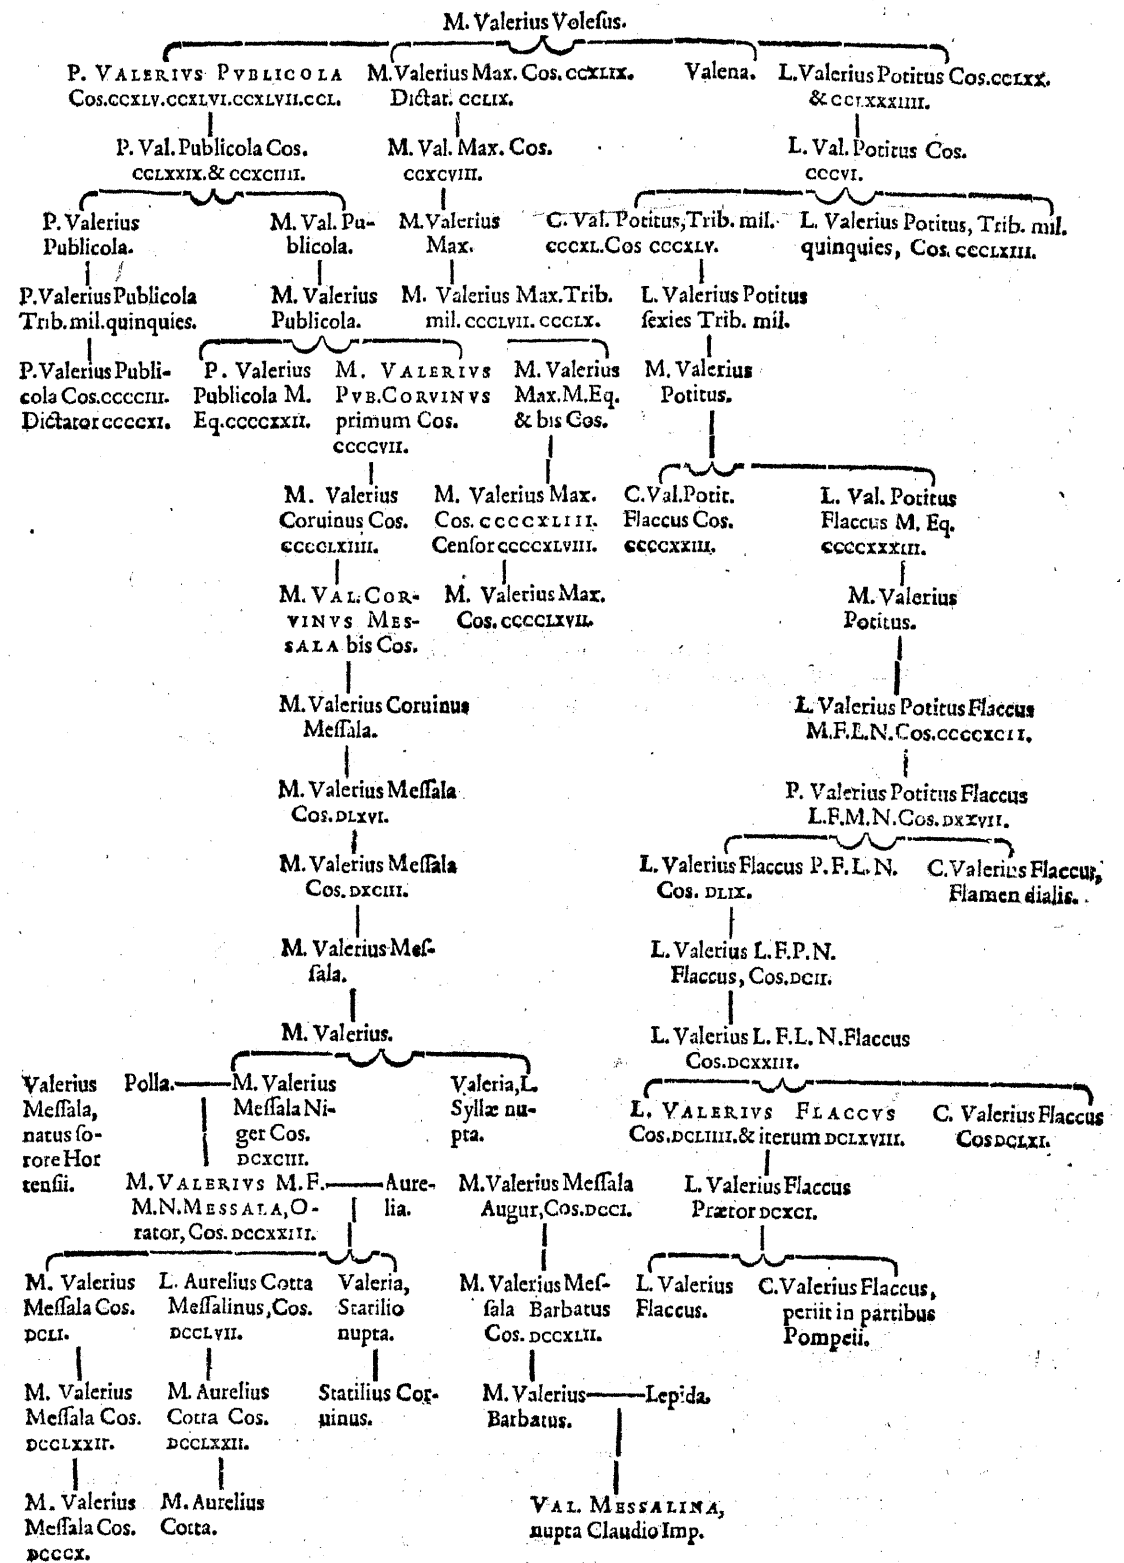 M. Valerius Voleſus.
P. VALERIVS PVBLICOLA
Cos.CCXLV.CCXLVI.CCXLVII.CCL.
M. Valerius Max. Cos. CCXLIX.
Dictat. CCLIX.
Valena.
L. Valerius Potitus Cos. CCLXX.
& CCLXXXIIII.
P. Val. Publicola Cos.
CCLXXIX. & CCXCIIII.
M. Val. Max. Cos.
CCXCVIII.
L. Val. Potitus Cos.
CCCVI.
P. Valerius
Publicola.
M. Val. Pu-
blicola.
M. Valerius
Max.
C. Val. Potitus, Trib. mil.
CCCXL. Cos CCCXLV.
L. Valerius Potitus, Trib. mil.
quinquies, Cos. CCCLXIII.
P. Valerius Publicola
Trib. mil. quinquies.
M. Valerius
Publicola.
M. Valerius Max. Trib.
mil. CCCLVII. CCCLX.
L. Valerius Potitus
ſexies Trib. mil.
P. Valerius Publi-
cola Cos. CCCCIII.
Dictator CCCCXI.
P. Valerius
Publicola M.
Eq. CCCCXXII.
M. VALERIVS
PVB. CORVINVS
primum Cos.
CCCCVII.
M. Valerius
Max. M. Eq.
& bis Cos.
M. Valerius
Potitus.
M. Valerius
Coruinus Cos.
CCCCLXIIII.
M. Valerius Max.
Cos. CCCCXLIII.
Cenſor CCCCXLVIII.
C. Val. Potit.
Flaccus Cos.
CCCCXXIII.
L. Val. Potitus
Flaccus M. Eq.
CCCCXXXIII.
M. VAL. COR-
VINVS MES-
SALA bis Cos.
M. Valerius Max.
Cos. CCCCLXVII.
M. Valerius
Potitus.
M. Valerius Coruinus
Meſſala.
L. Valerius Potitus Flaccus
M.F.L.N. Cos. CCCCXCII.
M. Valerius Meſſala
Cos. DLXVI.
P. Valerius Potitus Flaccus
L.F.M.N. Cos. DXXVII.
M. Valerius Meſſala
Cos. DXCIII.
L. Valerius Flaccus P.F.L.N.
Cos. DLIX.
C. Valerius Flaccus,
Flamen dialis.
M. Valerius Meſ-
ſala.
L. Valerius L.F.P.N.
Flaccus, Cos. DCII.
M. Valerius.
L. Valerius L.F.L.N. Flaccus
Cos. DCXXIII.
Valerius
Meſſala,
natus ſo-
rore Hor
tenſii.
Polla.
M. Valerius
Meſſala Ni-
ger Cos.
DCXCIII.
Valeria, L.
Syllæ nu-
pta.
L. VALERIVS FLACCVS
Cos. DCLIIII. & iterum DCLXVIII.
C. Valerius Flaccus
Cos DCLXI.
M. VALERIVS M.F.
M.N. MESSALA, O-
rator, Cos. DCCXXIII.
Aure-
lia.
M. Valerius Meſſala
Augur, Cos. DCCI.
L. Valerius Flaccus
Prætor DCXCI.
M. Valerius
Meſſala Cos.
DCLI.
L. Aurelius Cotta
Meſſalinus, Cos.
DCCLVII.
Valeria,
Statilio
nupta.
M. Valerius Meſ-
ſala Barbatus
Cos. DCCXLII.
L. Valerius
Flaccus.
C. Valerius Flaccus,
periit in partibus
Pompeii.
M. Valerius
Meſſala Cos.
DCCLXXII.
M. Aurelius
Cotta Cos.
DCCLXXII.
Statilius Cor-
uinus.
M. Valerius
Barbatus.
Lepida.
M. Valerius
Meſſala Cos.
DCCCX.
M. Aurelius
Cotta.
VAL. MESSALINA,
nupta Claudio Imp.